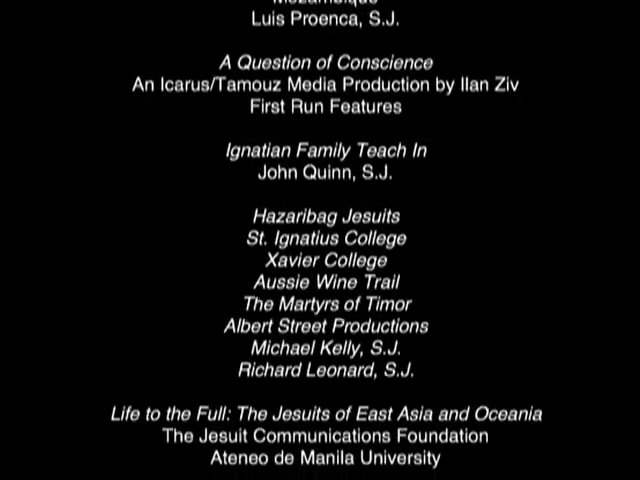 Mozambique
Luis Proenca, S.J.
A Question of Conscience
An Icarus/Tamouz Media Production by Ilan Ziv
First Run Features
Ignatian Family Teach In
John Quinn, S.J.
Hazaribag Jesuits
St. Ignatius College
Xavier College
Aussie Wine Trail
The Martyrs of Timor
Albert Street Productions
Michael Kelly, S.J.
Richard Leonard, S.J.
Life to the Full: The Jesuits of East Asia and Oceania
The Jesuit Communications Foundation
Ateneo de Manila University